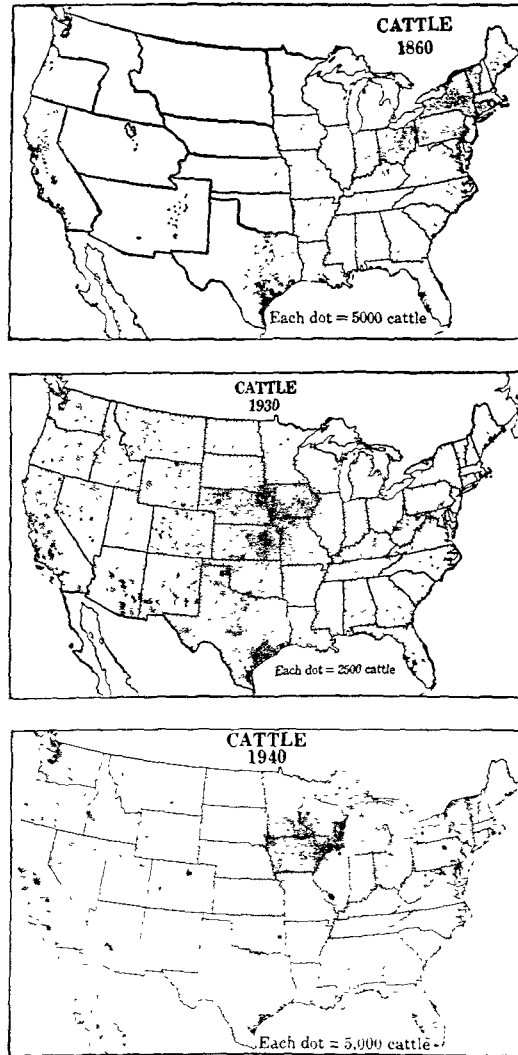 CATTLE
1860
Each dot = 5000 cattle
CATTLE
1930
Each dot = 2500 cattle
CATTLE
1940
Each dot = 5,000 cattle